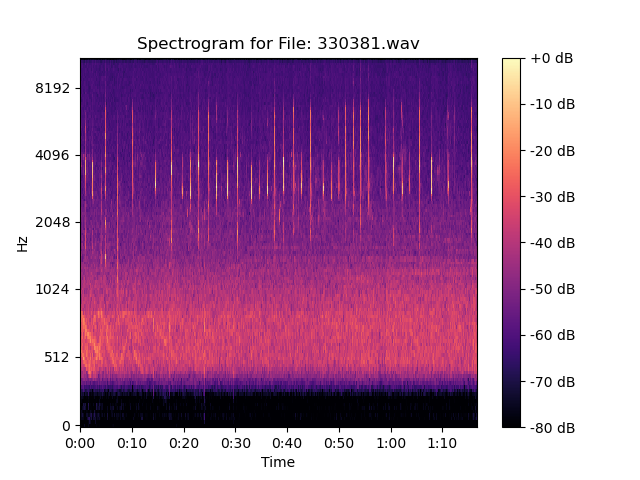 Spectrogram for File: 330381.wav
8192
4096
2048
1024
512
0
Hz
0:00 0:10 0:20 0:30 0:40 0:50 1:00 1:10
Time
+0 dB
-10 dB
-20 dB
-30 dB
-40 dB
-50 dB
-60 dB
-70 dB
-80 dB